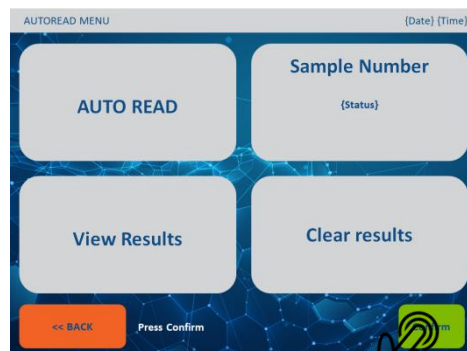 AUTOREAD MENU {Date} {Time}
AUTO READ
Sample Number
{Status}
View Results
Clear results
<< BACK
Press Confirm